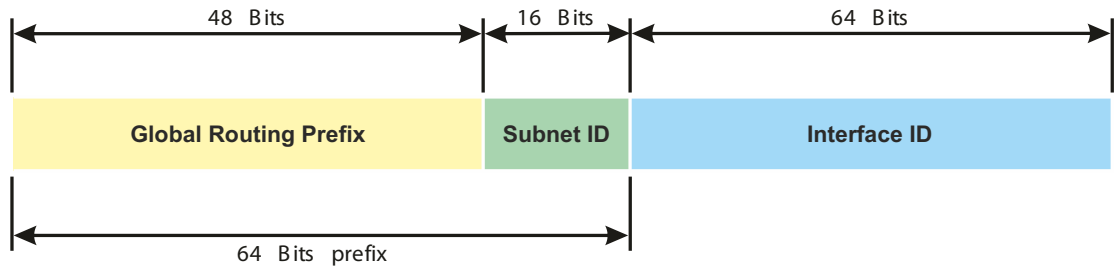 48 Bits
16 Bits
64 Bits
Global Routing Prefix
Subnet ID
Interface ID
64 Bits prefix